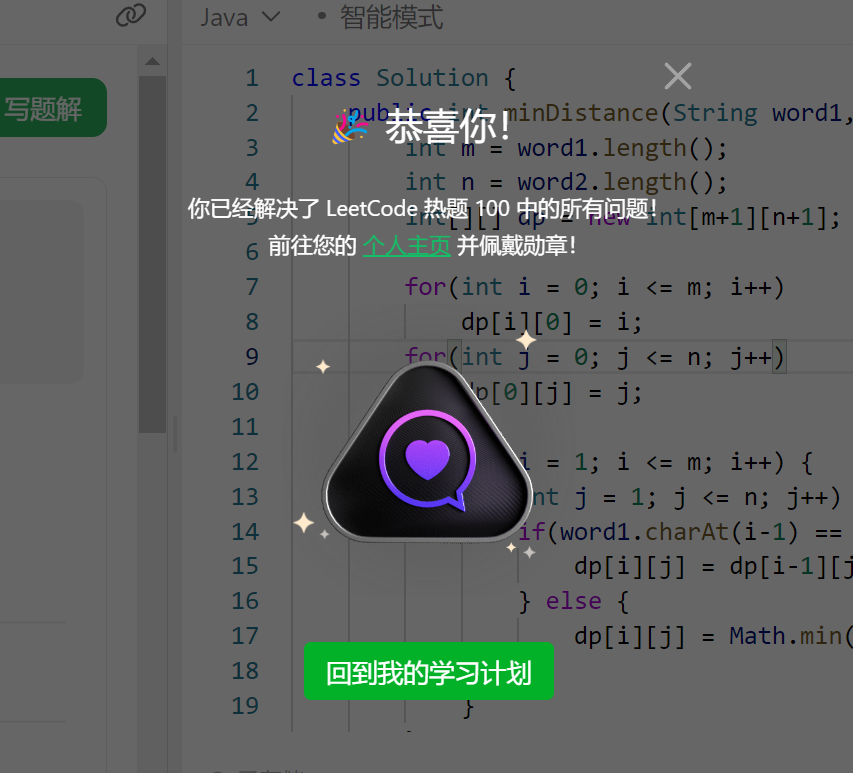 Java
智能模式
写题解
恭喜你!
你已经解决了 LeetCode 热题 100 中的所有问题!
前往您的 个人主页 并佩戴勋章!
1 class Solution {
2 public int minDistance(String word1,
3 int m = word1.length();
4 int n = word2.length();
5 int[][] dp = new int[m+1][n+1];
6
7 for(int i = 0; i <= m; i++)
8 dp[i][0] = i;
9 for(int j = 0; j <= n; j++)
10 dp[0][j] = j;
11
12 i = 1; i <= m; i++) {
13 int j = 1; j <= n; j++)
14 if(word1.charAt(i-1) ==
15 dp[i][j] = dp[i-1][j
16 } else {
17 dp[i][j] = Math.min(
18
19 }
回到我的学习计划